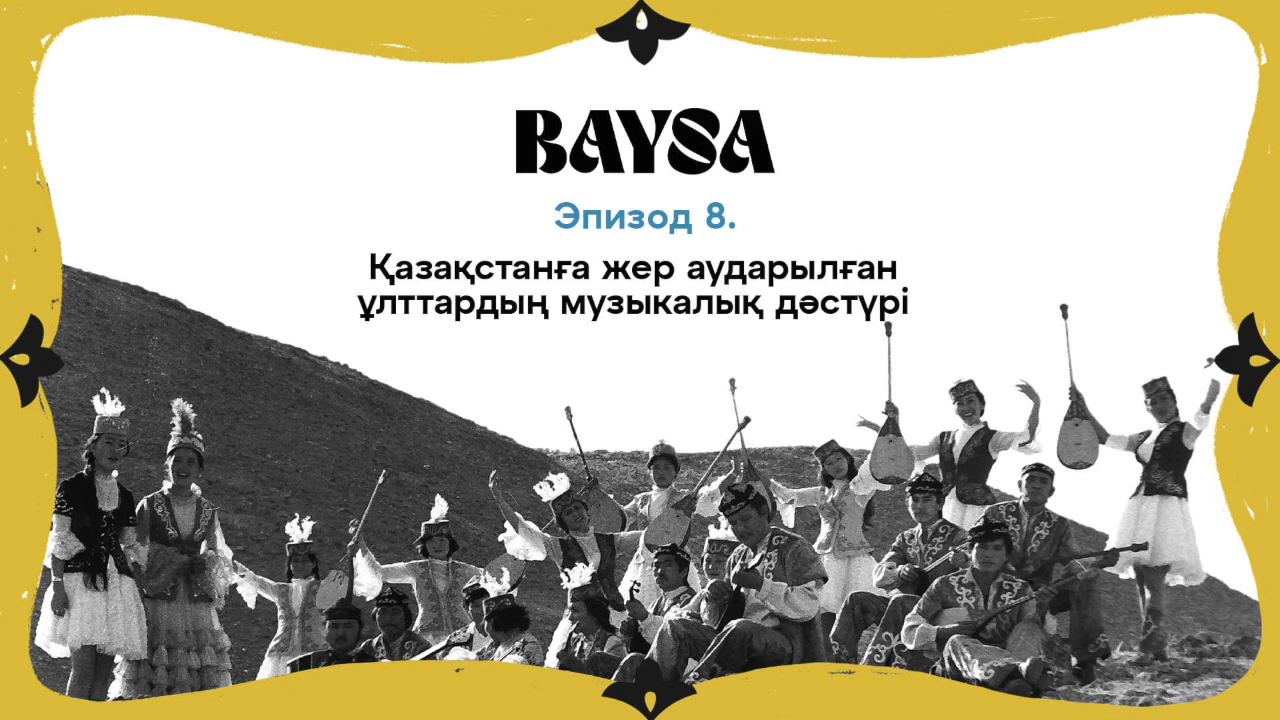 BAYSA
Эпизод 8.
Қазақстанға жер аударылған
ұлттардың музыкалық дәстүрі